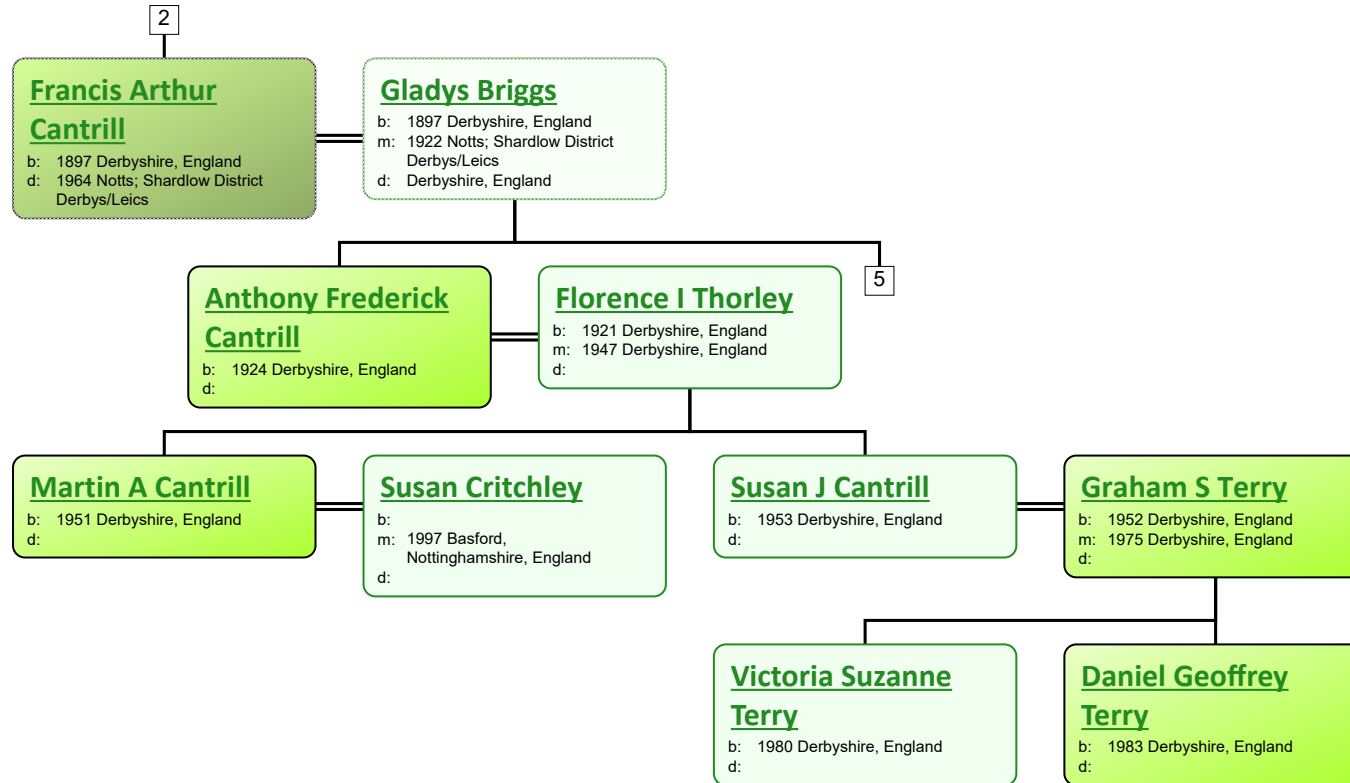 2
Francis Arthur
Cantrill
b: 1897 Derbyshire, England
d: 1964 Notts; Shardlow District
Derbys/Leics
Gladys Briggs
b: 1897 Derbyshire, England
m: 1922 Notts; Shardlow District
Derbys/Leics
d: Derbyshire, England
Anthony Frederick
Cantrill
b: 1924 Derbyshire, England
d:
Florence I Thorley
b: 1921 Derbyshire, England
m: 1947 Derbyshire, England
d:
5
Martin A Cantrill
b: 1951 Derbyshire, England
d:
Susan Critchley
b:
m: 1997 Basford,
Nottinghamshire, England
d:
Susan J Cantrill
b: 1953 Derbyshire, England
d:
Graham S Terry
b: 1952 Derbyshire, England
m: 1975 Derbyshire, England
d:
Victoria Suzanne
Terry
b: 1980 Derbyshire, England
d:
Daniel Geoffrey
Terry
b: 1983 Derbyshire, England
d: